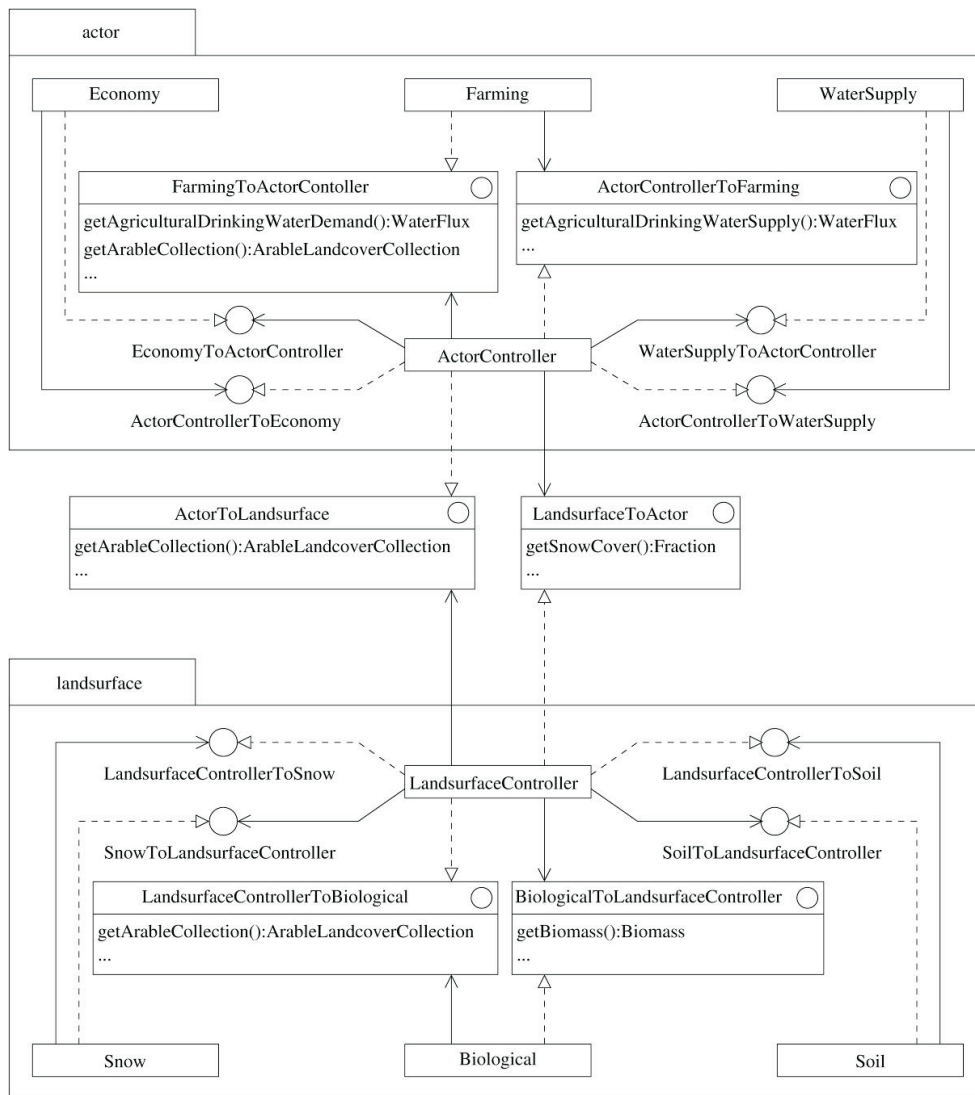 actor
Economy
Farming
WaterSupply
FarmingToActorContoller
getAgriculturalDrinkingWaterDemand():WaterFlux
getArableCollection():ArableLandcoverCollection
...
ActorControllerToFarming
getAgriculturalDrinkingWaterSupply():WaterFlux
...
EconomyToActorController
ActorController
WaterSupplyToActorController
ActorControllerToEconomy
ActorControllerToWaterSupply
ActorToLandsurface
getArableCollection():ArableLandcoverCollection
...
LandsurfaceToActor
getSnowCover():Fraction
...
landsurface
LandsurfaceControllerToSnow
LandsurfaceController
LandsurfaceControllerToSoil
SnowToLandsurfaceController
SoilToLandsurfaceController
LandsurfaceControllerToBiological
getArableCollection():ArableLandcoverCollection
...
BiologicalToLandsurfaceController
getBiomass():Biomass
...
Snow
Biological
Soil